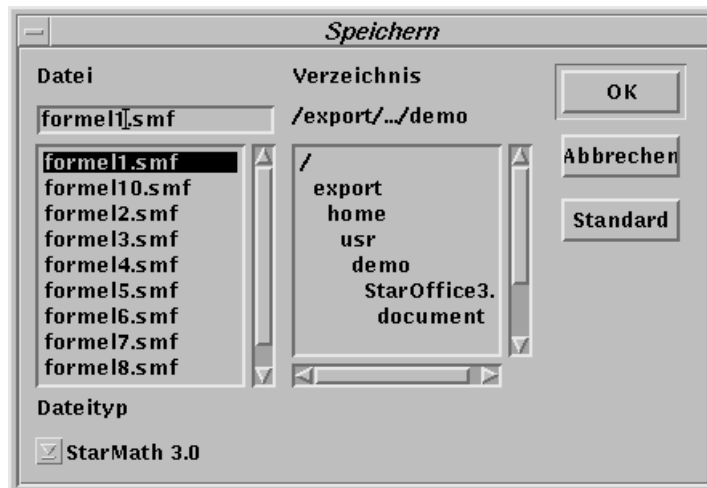 Speichern
Datei
Verzeichnis
OK
formel1.smf
/export/.../demo
Abbrechen
Standard
formel1.smf
formel10.smf
formel2.smf
formel3.smf
formel4.smf
formel5.smf
formel6.smf
formel7.smf
formel8.smf
/
export
home
usr
demo
StarOffice3.
document
Dateityp
StarMath 3.0